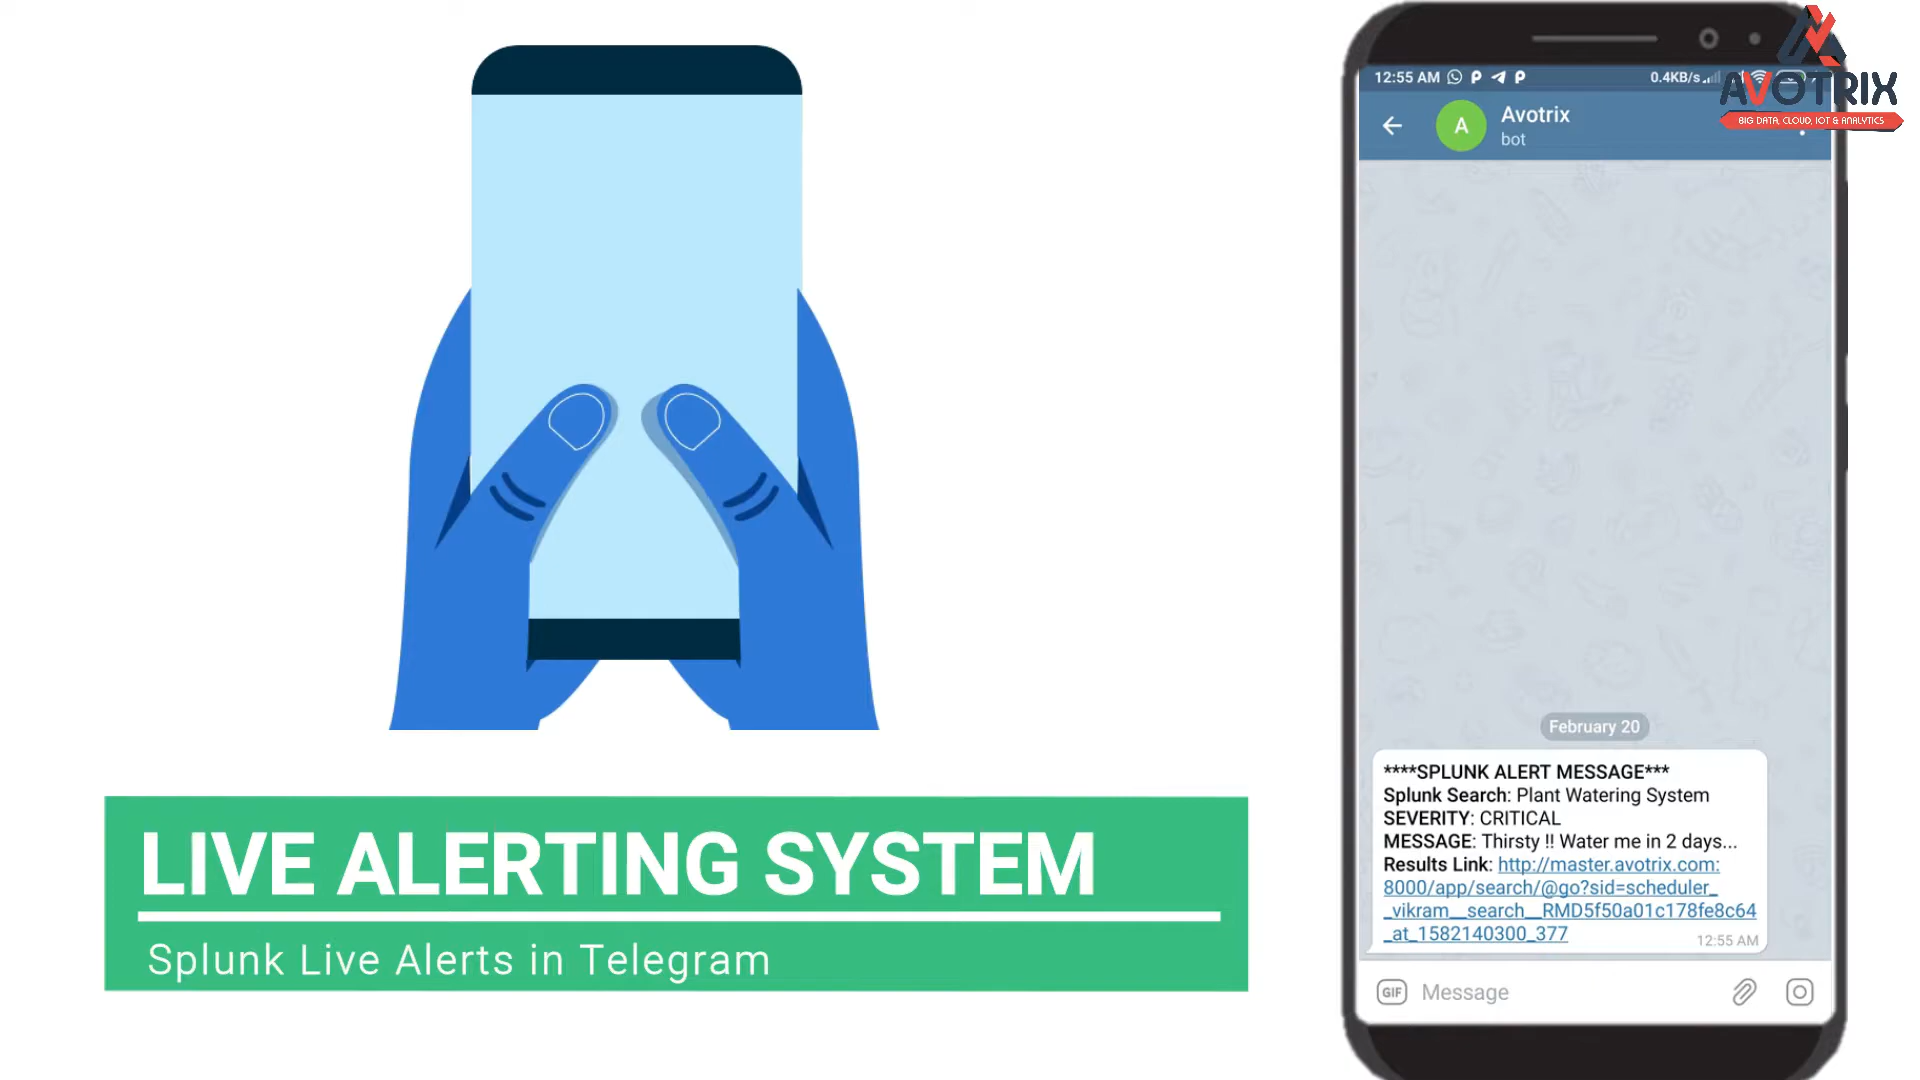 AVOTRIX
BIG DATA, CLOUD, IOT & ANALYTICS
12:55 AM
0.4KB/s
A
Avotrix
bot
February 20
****SPLUNK ALERT MESSAGE***
Splunk Search: Plant Watering System
SEVERITY: CRITICAL
MESSAGE: Thirsty !! Water me in 2 days...
Results Link: http://master.avotrix.com:
8000/app/search/@go?sid=scheduler_
_vikram__search__RMD5f50a01c178fe8c64
_at_1582140300_377
12:55 AM
GIF Message
LIVE ALERTING SYSTEM
Splunk Live Alerts in Telegram